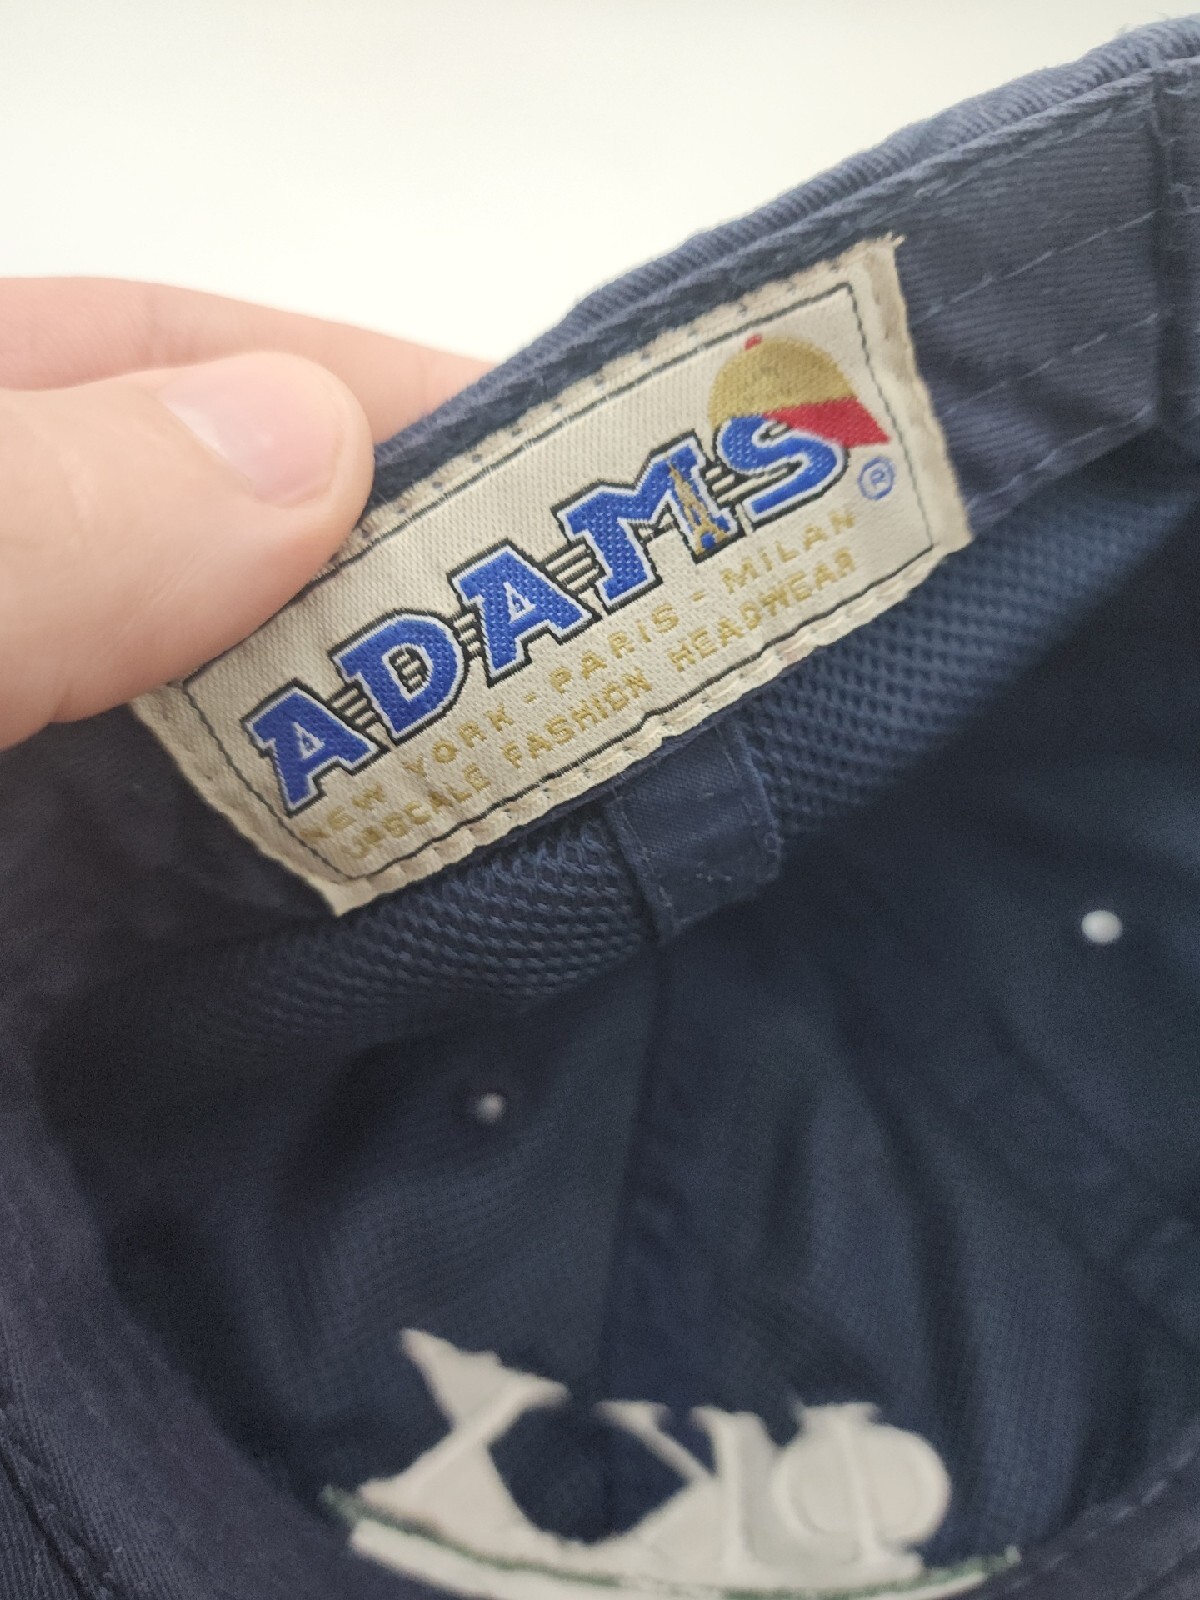 ADAMS®
NEW YORK - PARIS - MILAN
UPSCALE FASHION HEADWEAR